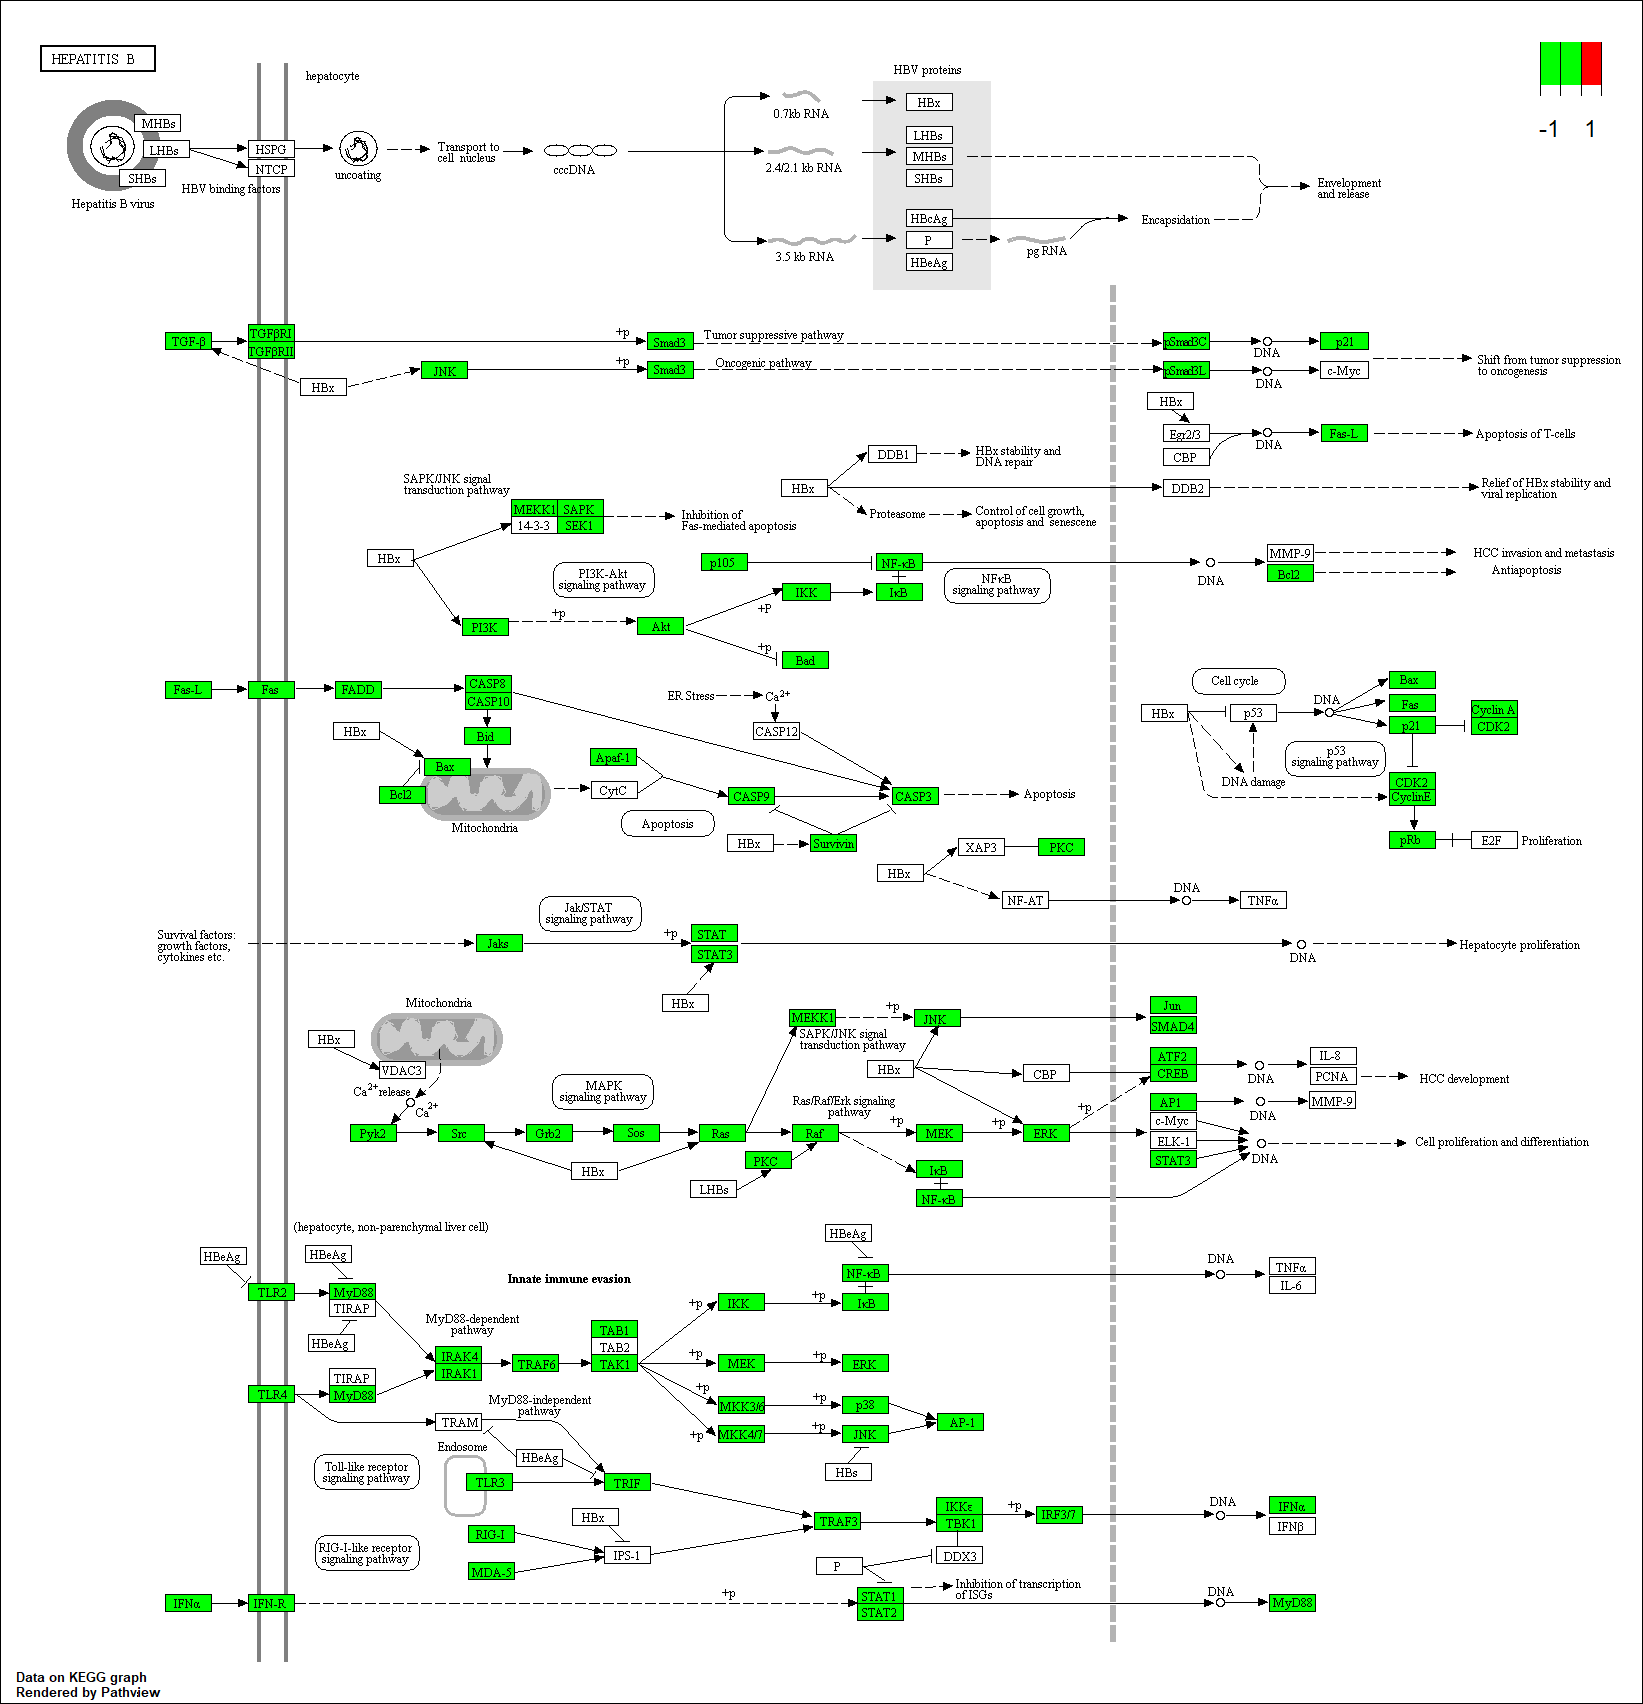 HEPATITIS B
hepatocyte
HBV proteins
-1 1
MHBs
LHBs
SHBs
Hepatitis B virus
HSPG
NTCP
HBV binding factors
uncoating
Transport to
cell nucleus
cccDNA
0.7kb RNA
2.4/2.1 kb RNA
3.5 kb RNA
HBx
LHBs
MHBs
SHBs
HBcAg
P
HBeAg
pg RNA
Encapsidation
Envelopment
and release
TGF-β
TGFβRI
TGFβRII
+p
Smad3
Tumor suppressive pathway
pSmad3C
DNA
p21
HBx
JNK
+p
Smad3
Oncogenic pathway
pSmad3L
DNA
c-Myc
Shift from tumor suppression
to oncogenesis
HBx
Egr2/3
CBP
DNA
Fas-L
Apoptosis of T-cells
HBx
DDB1
HBx stability and
DNA repair
DDB2
Relief of HBx stability and
viral replication
Proteasome
Control of cell growth,
apoptosis and senescene
SAPK/JNK signal
transduction pathway
MEKK1 SAPK
14-3-3 SEK1
Inhibition of
Fas-mediated apoptosis
HBx
PI3K-Akt
signaling pathway
p105
NF-κB
IKK
IκB
NFκB
signaling pathway
DNA
MMP-9
Bcl2
HCC invasion and metastasis
Antiapoptosis
PI3K
+p
Akt
+p
+p
Bad
Fas-L
Fas
FADD
CASP8
CASP10
Bid
HBx
Bax
Bcl2
Mitochondria
ER Stress
Ca2+
CASP12
Apaf-1
CytC
CASP9
CASP3
Apoptosis
Apoptosis
HBx
Survivin
Cell cycle
HBx
p53
DNA
Bax
Fas
p21
Cyclin A
CDK2
p53
signaling pathway
DNA damage
CDK2
CyclinE
pRb
E2F
Proliferation
HBx
XAP3
PKC
NF-AT
DNA
TNFα
Survival factors:
growth factors,
cytokines etc.
Jak/STAT
signaling pathway
Jaks
+p
STAT
STAT3
HBx
DNA
Hepatocyte proliferation
Mitochondria
HBx
VDAC3
Ca2+ release
Ca2+
MAPK
signaling pathway
MEKK1
+p
JNK
SAPK/JNK signal
transduction pathway
HBx
CBP
Jun
SMAD4
ATF2
CREB
DNA
IL-8
PCNA
HCC development
AP1
DNA
MMP-9
c-Myc
ELK-1
STAT3
DNA
Cell proliferation and differentiation
Ras/Raf/Erk signaling
pathway
Pyk2
Src
Grb2
Sos
Ras
Raf
+p
MEK
+p
ERK
+p
HBx
PKC
LHBs
IκB
NF-κB
(hepatocyte, non-parenchymal liver cell)
HBeAg
HBeAg
TLR2
MyD88
TIRAP
HBeAg
Innate immune evasion
HBeAg
NF-κB
IκB
DNA
TNFα
IL-6
+p
IKK
+p
MyD88-dependent
pathway
IRAK4
IRAK1
TRAF6
TAB1
TAB2
TAK1
+p
MEK
+p
ERK
TLR4
TIRAP
MyD88
+p
MKK3/6
+p
p38
+p
MKK4/7
+p
JNK
AP-1
HBs
MyD88-independent
pathway
TRAM
HBeAg
Endosome
TLR3
TRIF
Toll-like receptor
signaling pathway
TRAF3
IKKε
TBK1
DDX3
+p
IRF3/7
DNA
IFNα
IFNβ
HBx
RIG-I
IPS-1
MDA-5
RIG-I-like receptor
signaling pathway
P
IFNα
IFN-R
+p
STAT1
STAT2
Inhibition of transcription
of ISGs
DNA
MyD88
Data on KEGG graph
Rendered by Pathview